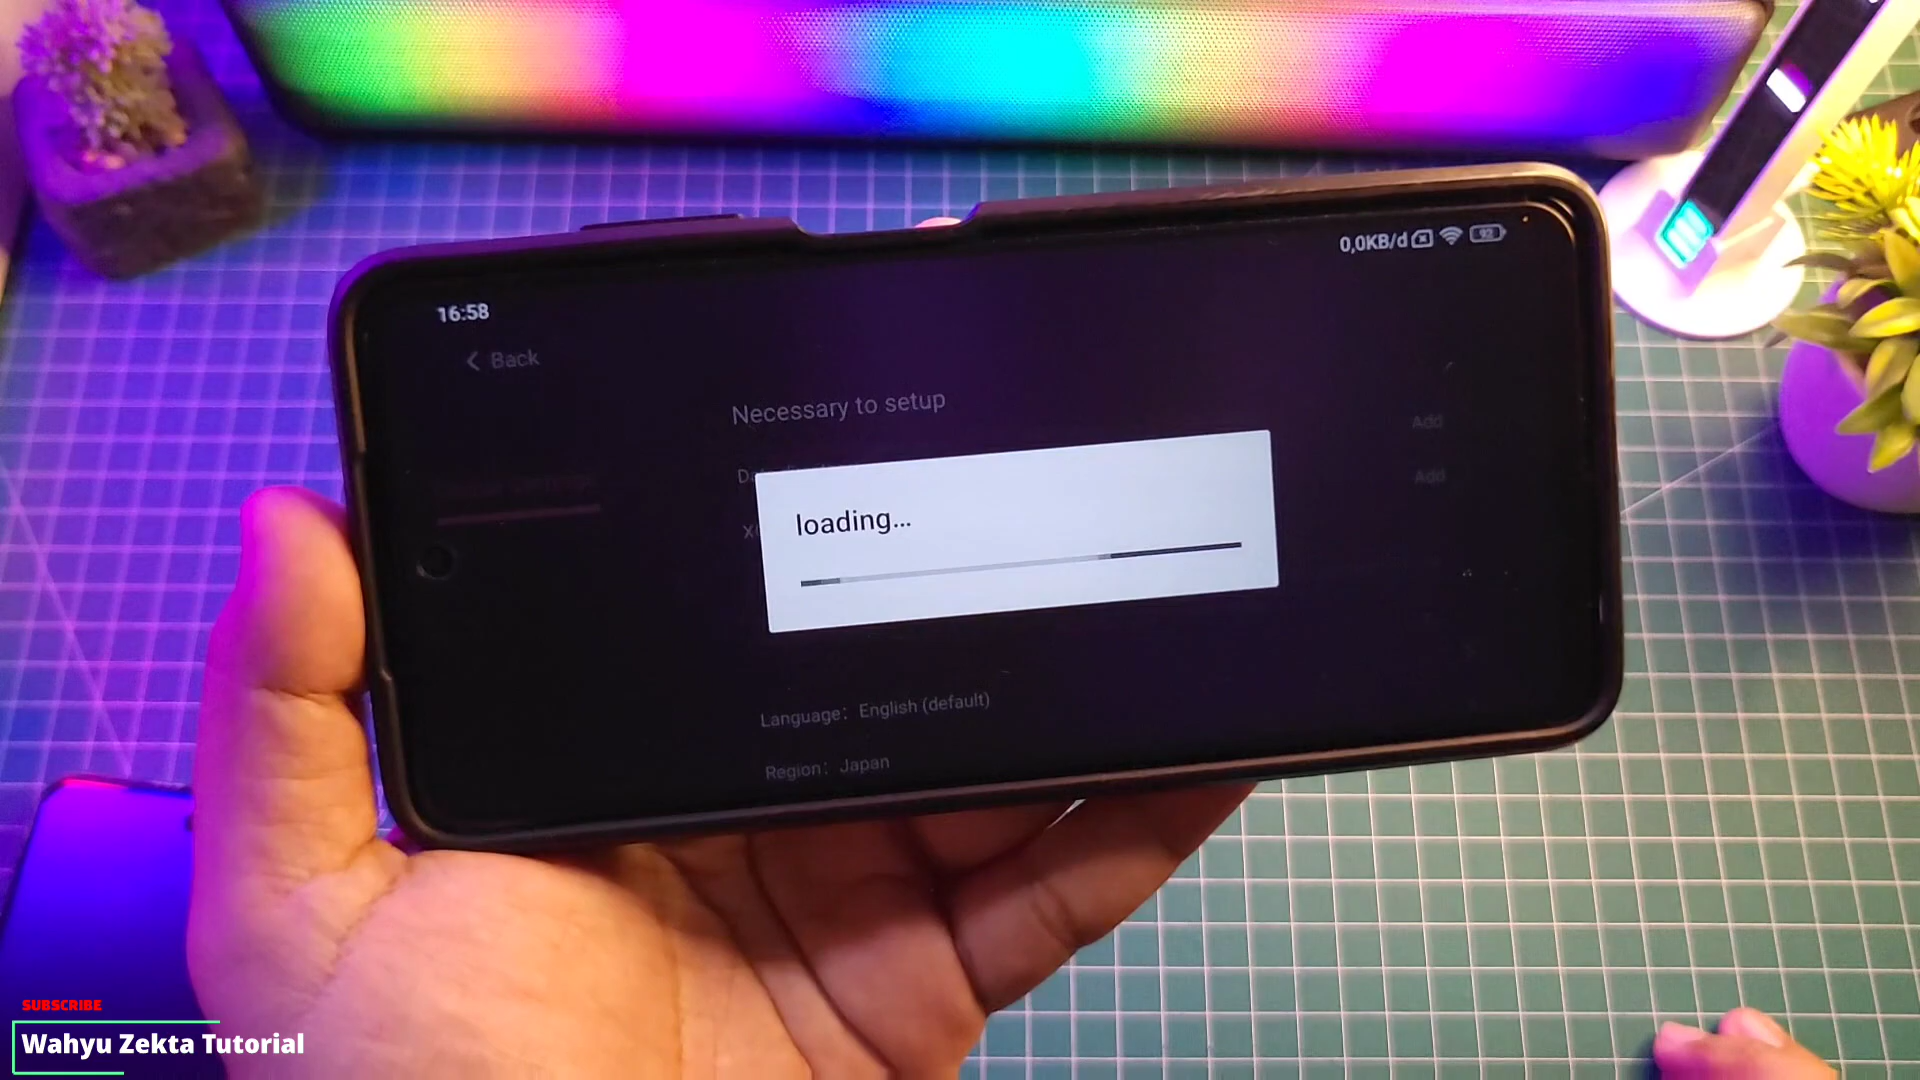 0,0KB/d
92
16:58
Back
Necessary to setup
Add
Add
loading...
Language: English (default)
Region: Japan
SUBSCRIBE
Wahyu Zekta Tutorial